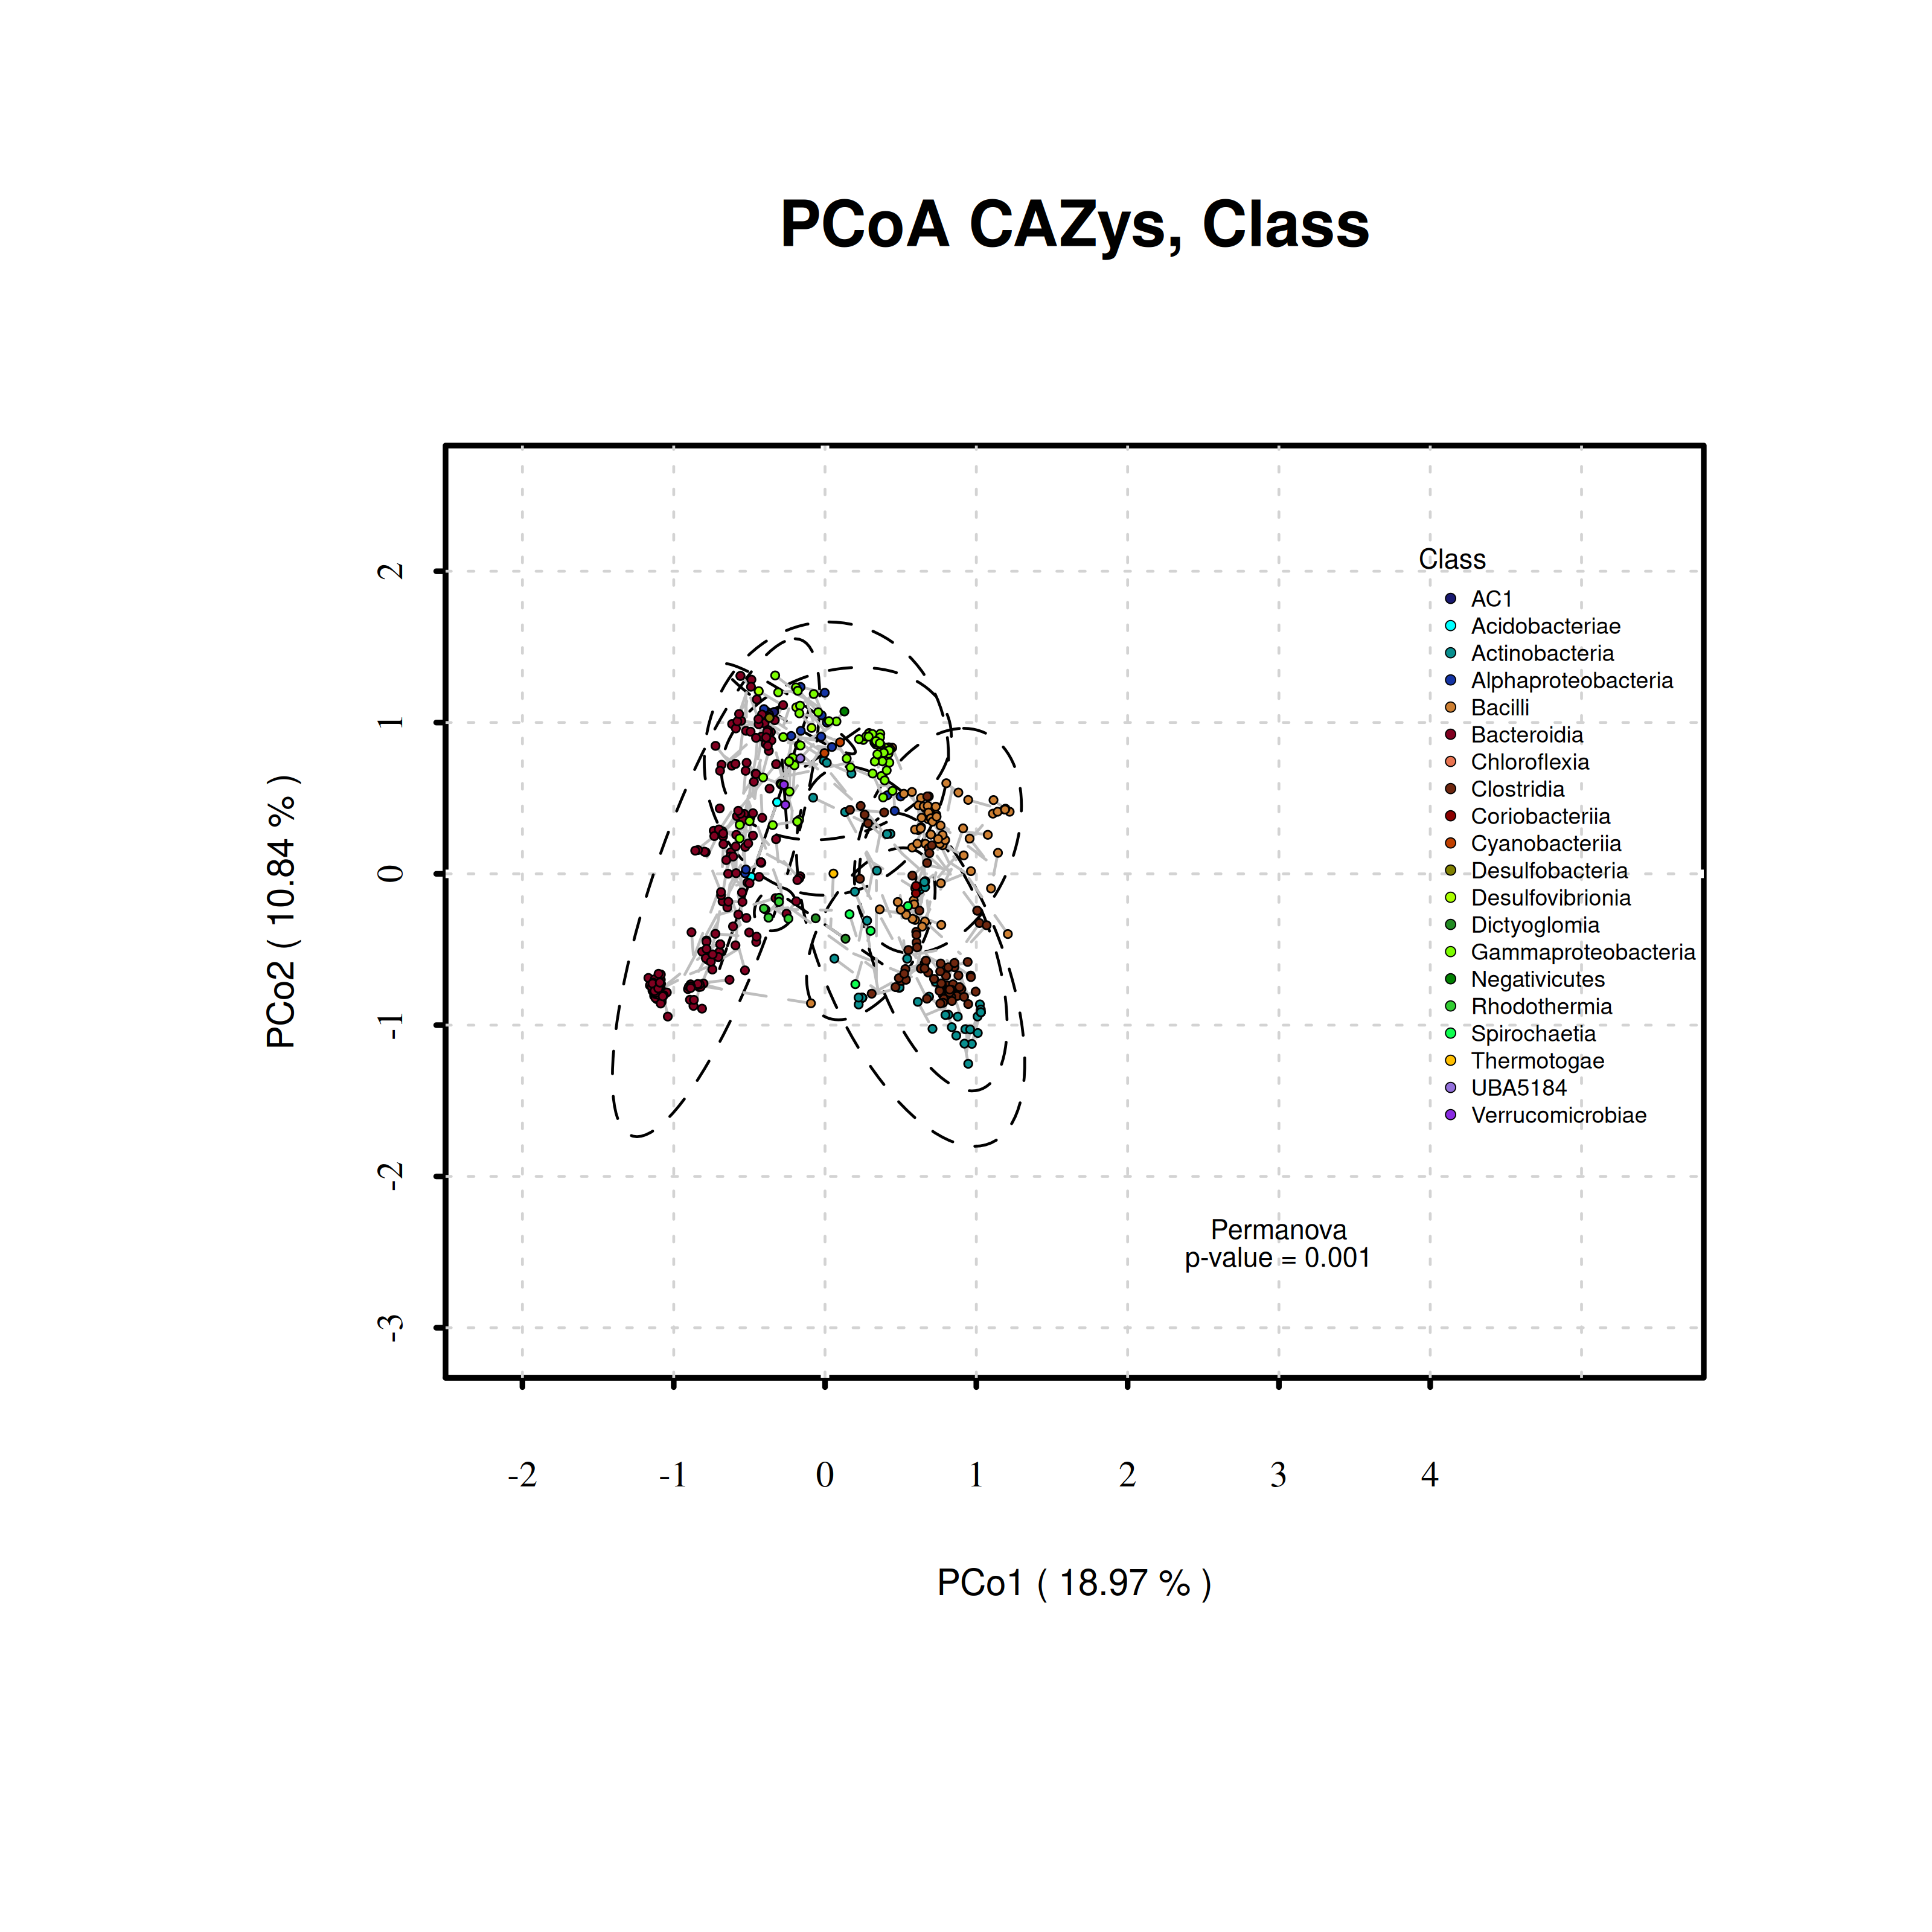 PCoA CAZys, Class
PCo2 ( 10.84 % )
2
1
0
-1
-2
-3
Class
AC1
Acidobacteriae
Actinobacteria
Alphaproteobacteria
Bacilli
Bacteroidia
Chloroflexia
Clostridia
Coriobacteriia
Cyanobacteriia
Desulfobacteria
Desulfovibrionia
Dictyoglomia
Gammaproteobacteria
Negativicutes
Rhodothermia
Spirochaetia
Thermotogae
UBA5184
Verrucomicrobiae
Permanova
p-value = 0.001
-2 -1 0 1 2 3 4
PCo1 ( 18.97 % )